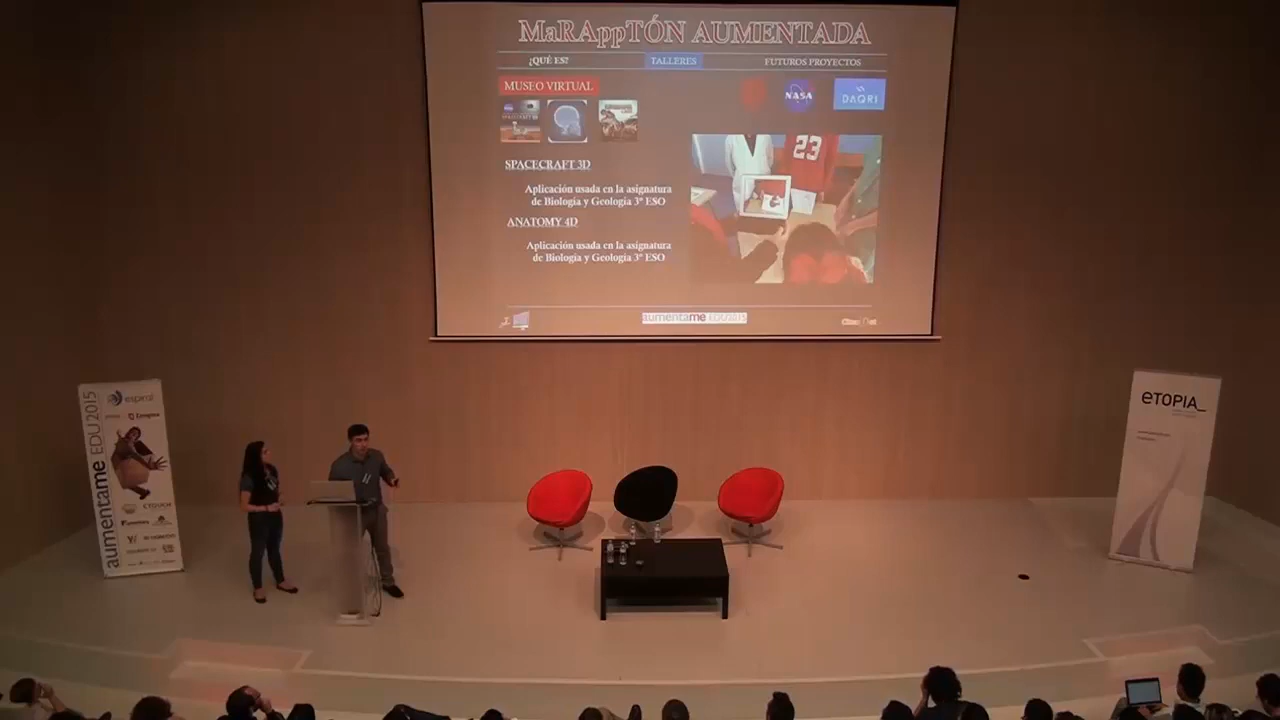 MaRAppTÓN AUMENTADA
¿QUÉ ES?
TALLERES
FUTUROS PROYECTOS
MUSEO VIRTUAL
NASA
DAQRI
SPACECRAFT 3D
Aplicación usada en la asignatura
de Biología y Geología 3º ESO
ANATOMY 4D
Aplicación usada en la asignatura
de Biología y Geología 3º ESO
23
aumentame EDU2015
aumentame EDU2015
espiral
Zaragoza
eTOPIA_